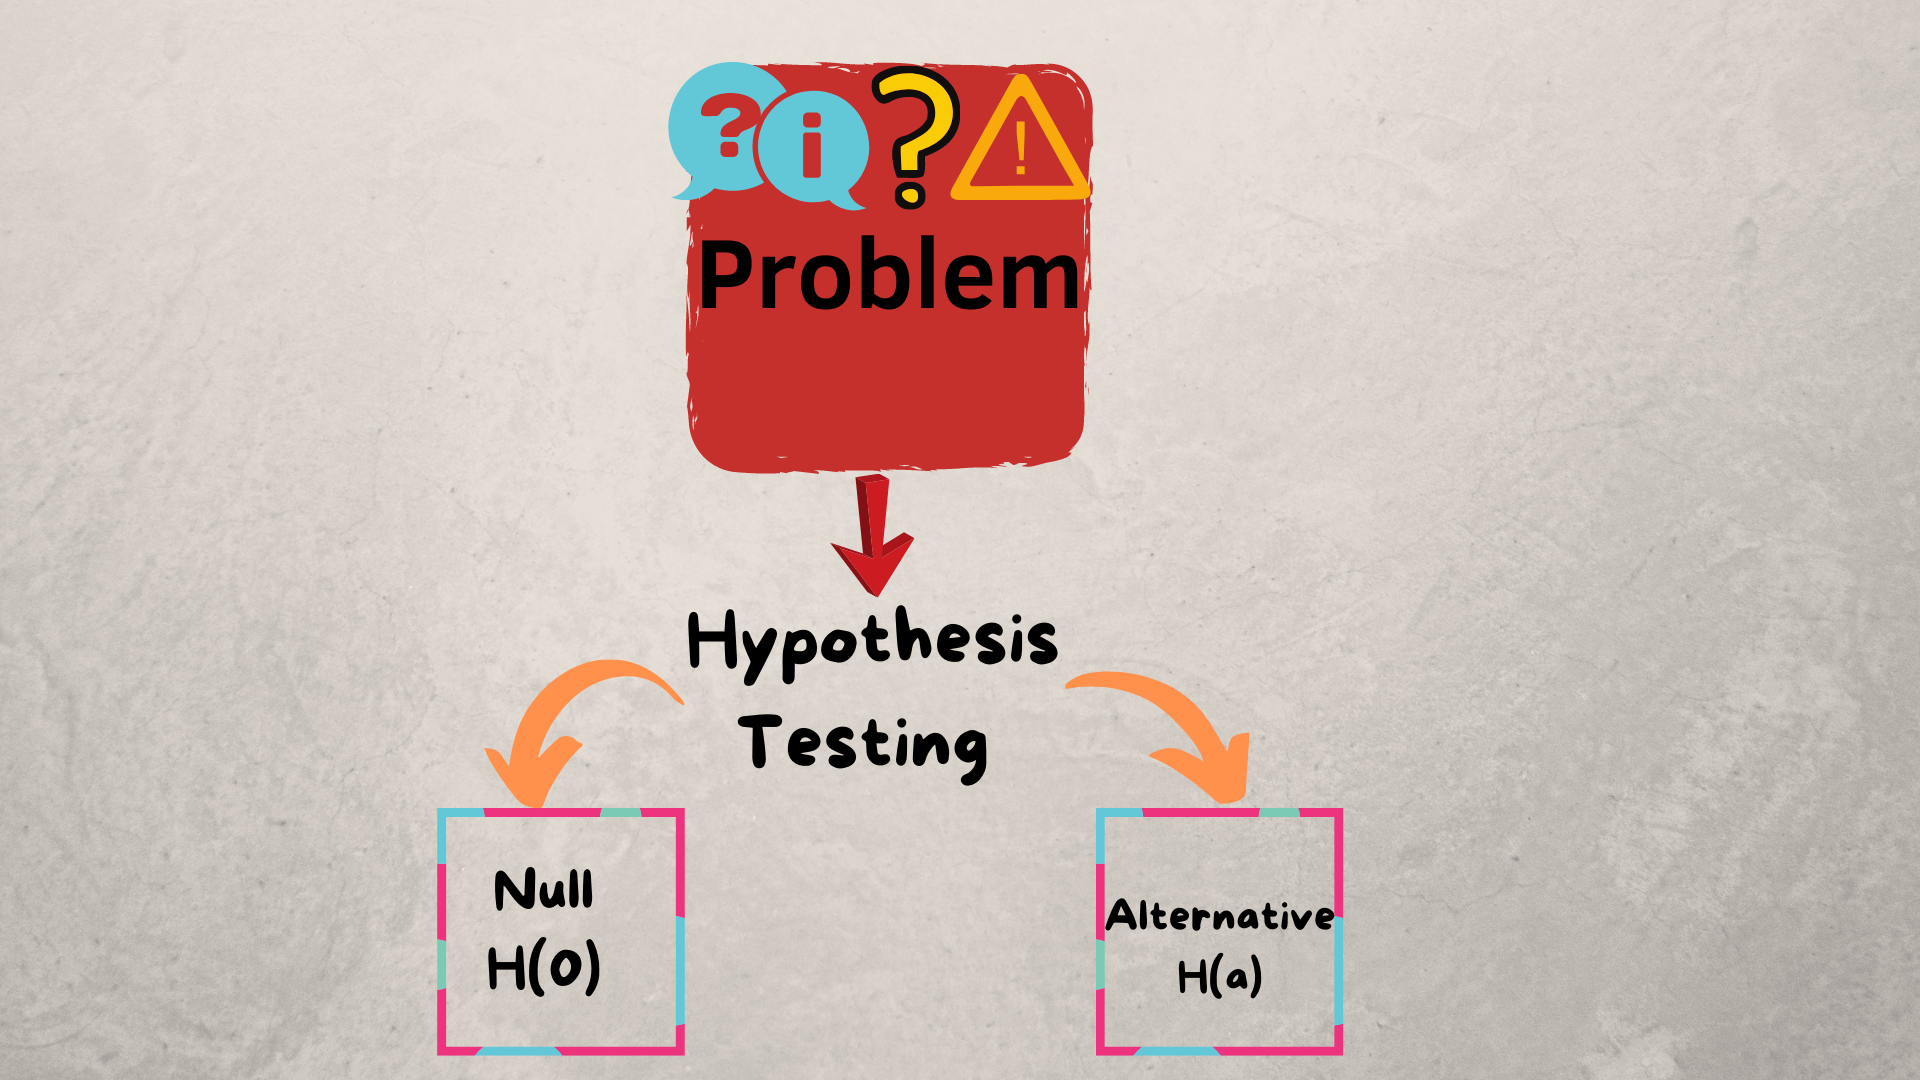 Problem
Hypothesis
Testing
Null
H(0)
Alternative
H(a)